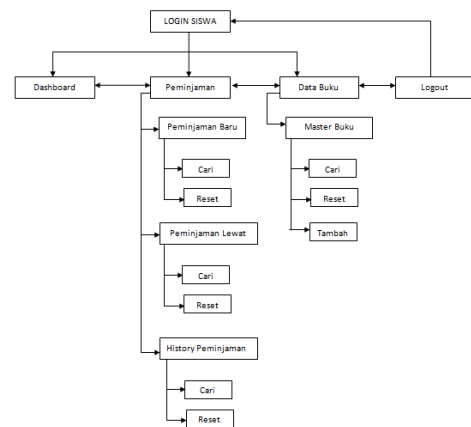 LOGIN SISWA
Dashboard
Peminjaman
Data Buku
Logout
Peminjaman Baru
Cari
Reset
Peminjaman Lewat
Cari
Reset
History Peminjaman
Cari
Reset
Master Buku
Cari
Reset
Tambah